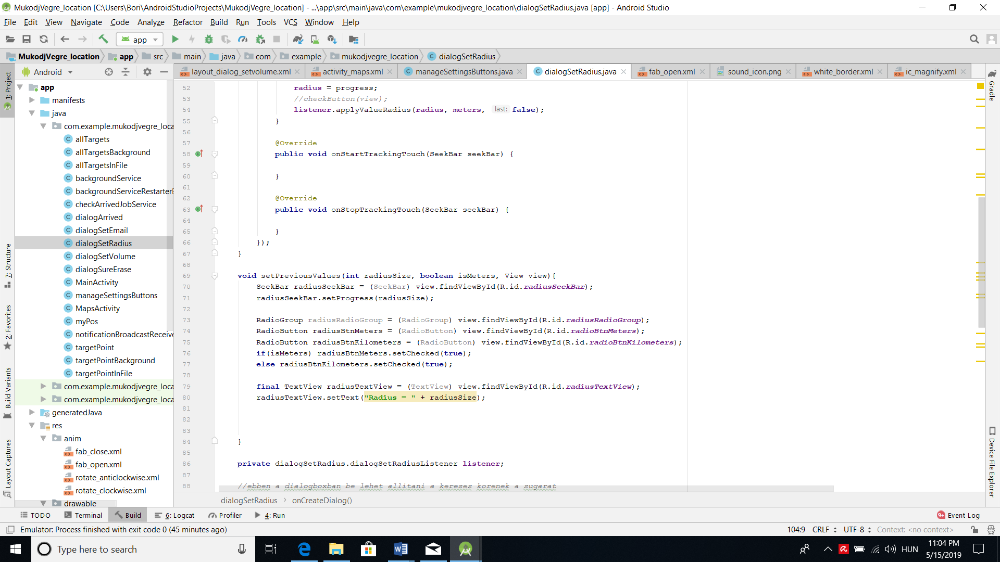 MukodjVegre_location [C:\Users\Bori\AndroidStudioProjects\MukodjVegre_location] - ...\app\src\main\java\com\example\mukodjvegre_location\dialogSetRadius.java [app] - Android Studio
File Edit View Navigate Code Analyze Refactor Build Run Tools VCS Window Help
app
MukodjVegre_location app src main java com example mukodjvegre_location dialogSetRadius
Android
layout_dialog_setvolume.xml activity_maps.xml manageSettingsButtons.java dialogSetRadius.java fab_open.xml sound_icon.png white_border.xml ic_magnify.xml
1: Project
7: Structure
2: Favorites
Build Variants
Layout Captures
app
manifests
java
com.example.mukodjvegre_loca
allTargets
allTargetsBackground
allTargetsInFile
backgroundService
backgroundServiceRestarter
checkArrivedJobService
dialogArrived
dialogSetEmail
dialogSetRadius
dialogSetVolume
dialogSureErase
MainActivity
manageSettingsButtons
MapsActivity
myPos
notificationBroadcastReceive
targetPoint
targetPointBackground
targetPointInFile
com.example.mukodjvegre_loca
com.example.mukodjvegre_loca
generatedJava
res
anim
fab_close.xml
fab_open.xml
rotate_anticlockwise.xml
rotate_clockwise.xml
drawable
52 radius = progress;
53 //checkButton(view);
54 listener.applyValueRadius(radius, meters, last: false);
55 }
56
57 @Override
58 public void onStartTrackingTouch(SeekBar seekBar) {
59
60 }
61
62 @Override
63 public void onStopTrackingTouch(SeekBar seekBar) {
64
65 }
66 });
67 }
68
69 void setPreviousValues(int radiusSize, boolean isMeters, View view){
70 SeekBar radiusSeekBar = (SeekBar) view.findViewById(R.id.radiusSeekBar);
71 radiusSeekBar.setProgress(radiusSize);
72
73 RadioGroup radiusRadioGroup = (RadioGroup) view.findViewById(R.id.radiusRadioGroup);
74 RadioButton radiusBtnMeters = (RadioButton) view.findViewById(R.id.radioBtnMeters);
75 RadioButton radiusBtnKilometers = (RadioButton) view.findViewById(R.id.radioBtnKilometers);
76 if(isMeters) radiusBtnMeters.setChecked(true);
77 else radiusBtnKilometers.setChecked(true);
78
79 final TextView radiusTextView = (TextView) view.findViewById(R.id.radiusTextView);
80 radiusTextView.setText("Radius = " + radiusSize);
81
82
83
84 }
85
86 private dialogSetRadius.dialogSetRadiusListener listener;
87
88 //ebben a dialogboxban be lehet allitani a kereses korenek a sugarat
dialogSetRadius › onCreateDialog()
Gradle
Device File Explorer
TODO Terminal Build 6: Logcat Profiler 4: Run 9+ Event Log
Emulator: Process finished with exit code 0 (45 minutes ago) 104:9 CRLF UTF-8 Context: <no context>
Type here to search
HUN
11:04 PM
5/15/2019